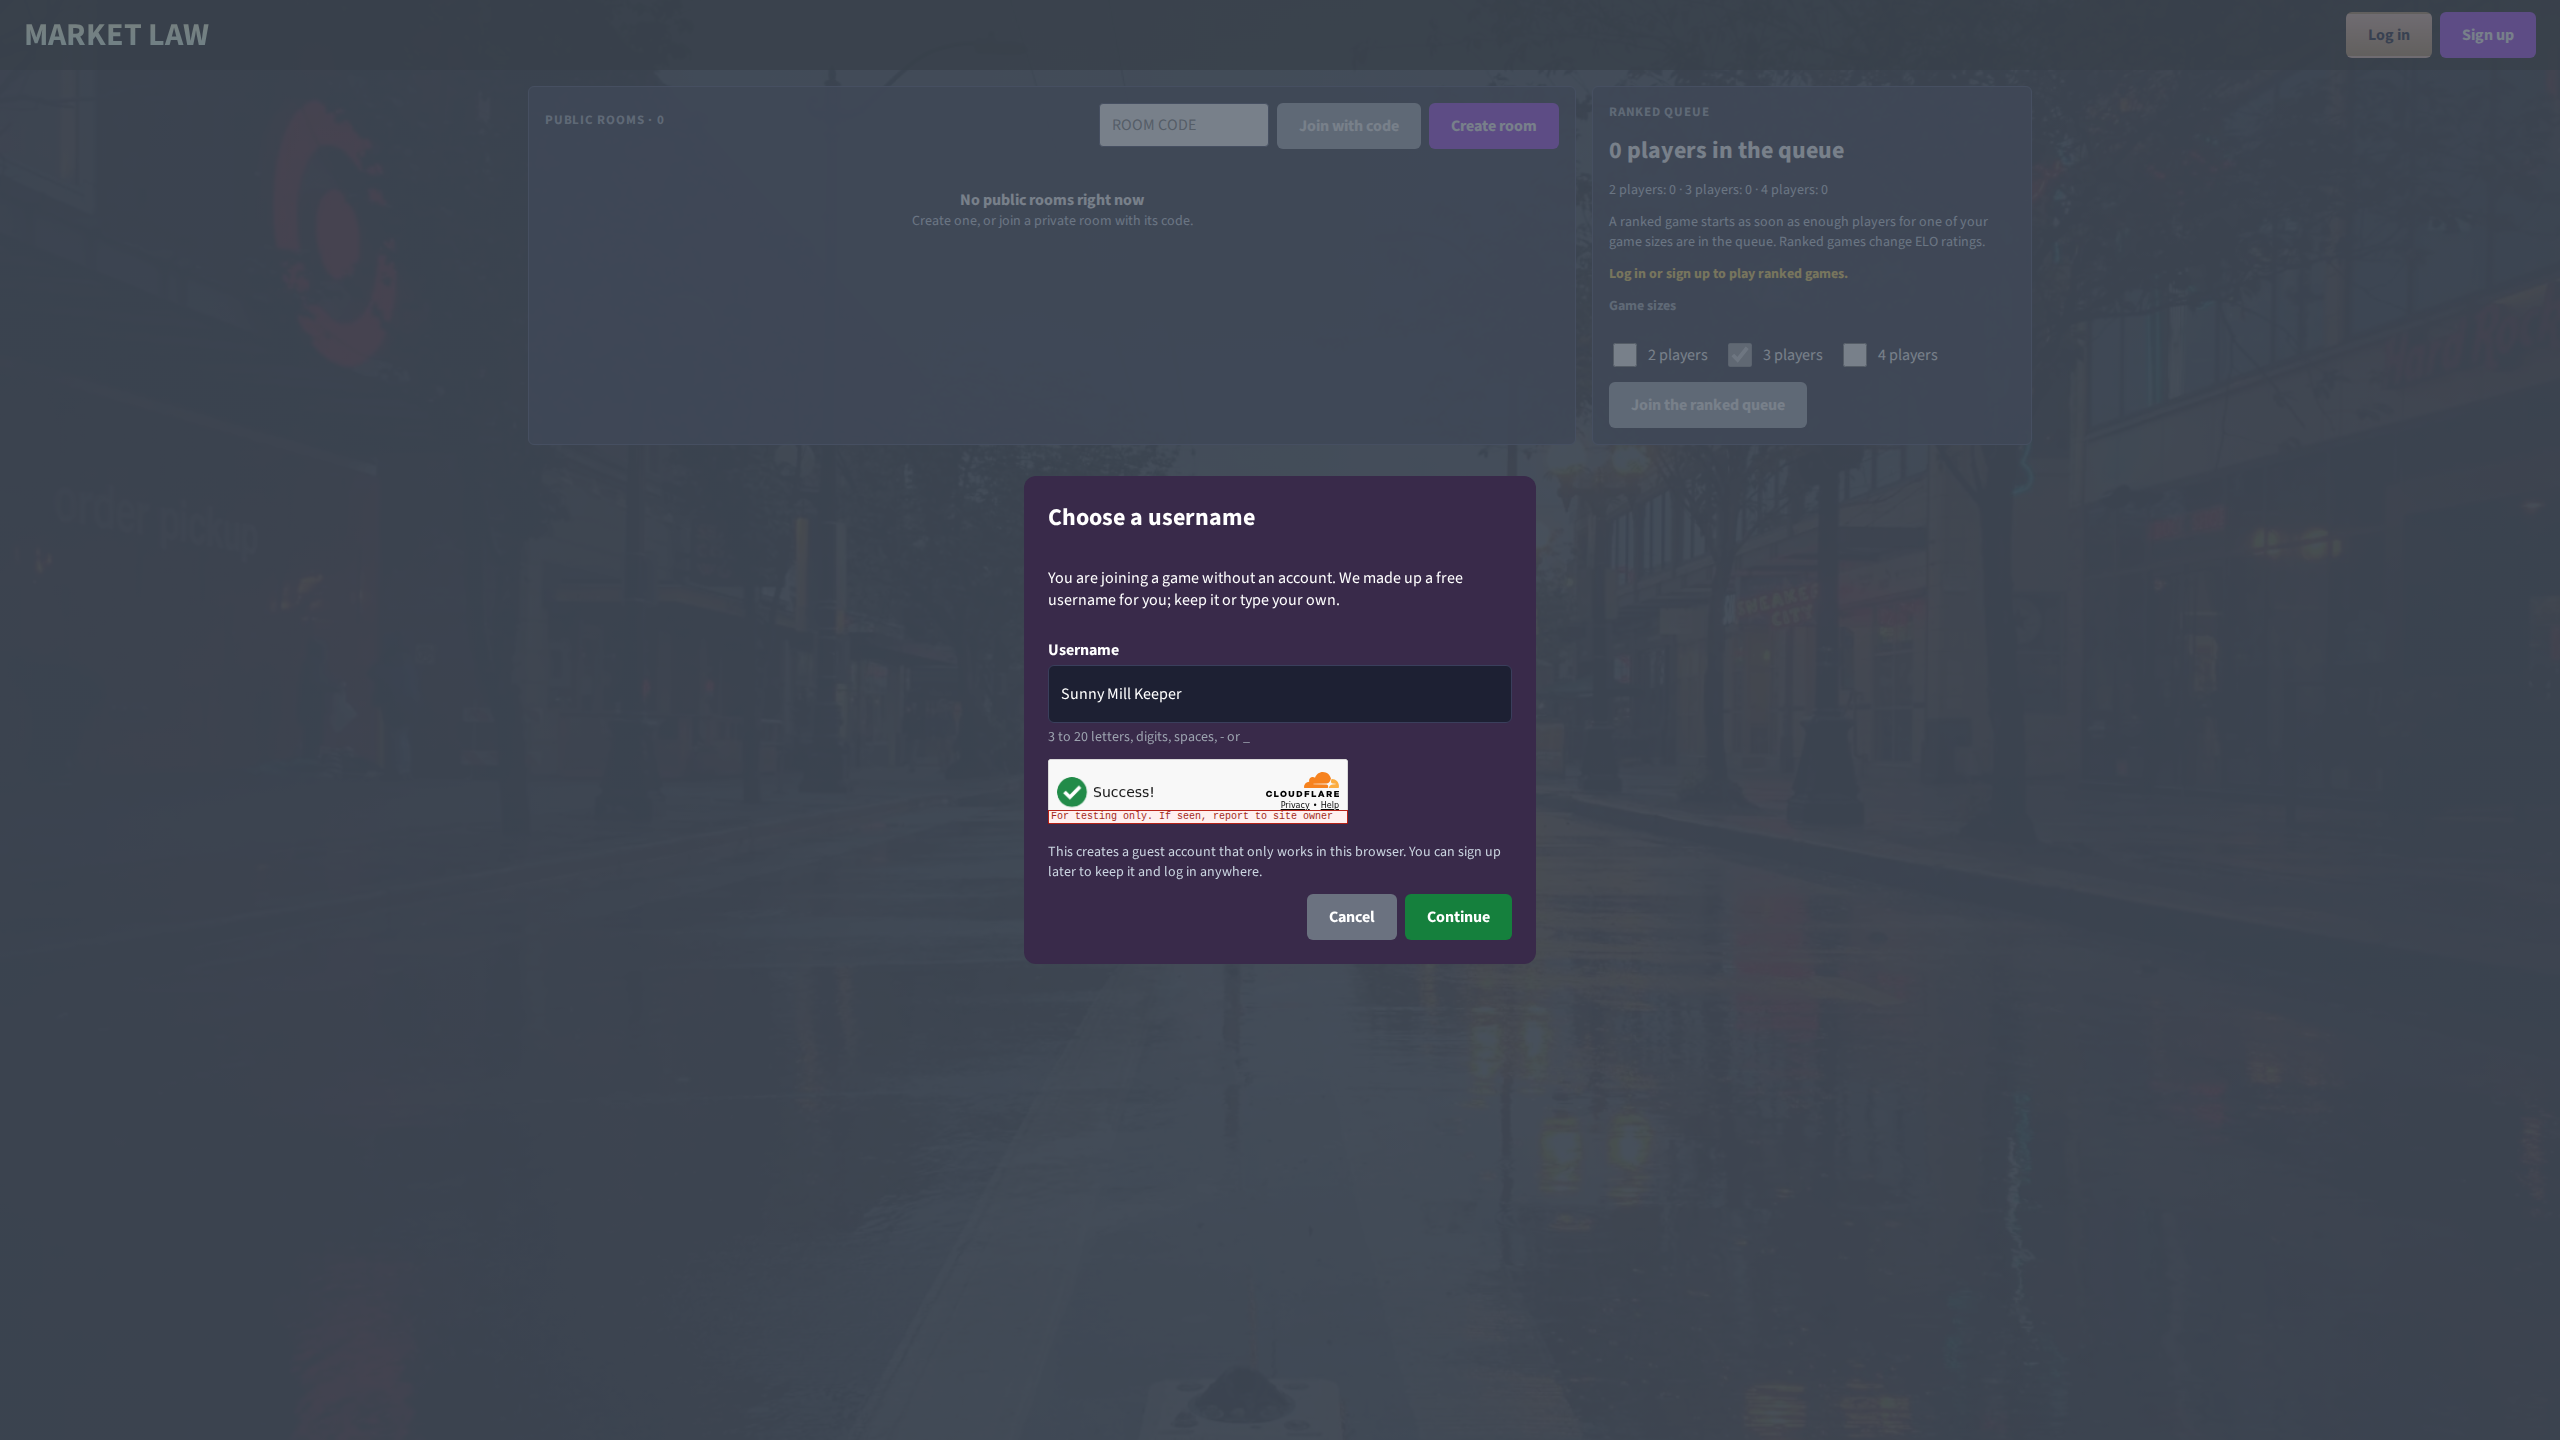 MARKET LAW
Log in
Sign up
PUBLIC ROOMS · 0
ROOM CODE
Join with code
Create room
No public rooms right now
Create one, or join a private room with its code.
RANKED QUEUE
0 players in the queue
2 players: 0 · 3 players: 0 · 4 players: 0
A ranked game starts as soon as enough players for one of your
game sizes are in the queue. Ranked games change ELO ratings.
Log in or sign up to play ranked games.
Game sizes
2 players
3 players
4 players
Join the ranked queue
order pickup
SNEAKER
CITY
Choose a username
You are joining a game without an account. We made up a free
username for you; keep it or type your own.
Username
Sunny Mill Keeper
3 to 20 letters, digits, spaces, - or _
Success!
CLOUDFLARE
Privacy • Help
For testing only. If seen, report to site owner
This creates a guest account that only works in this browser. You can sign up
later to keep it and log in anywhere.
Cancel
Continue